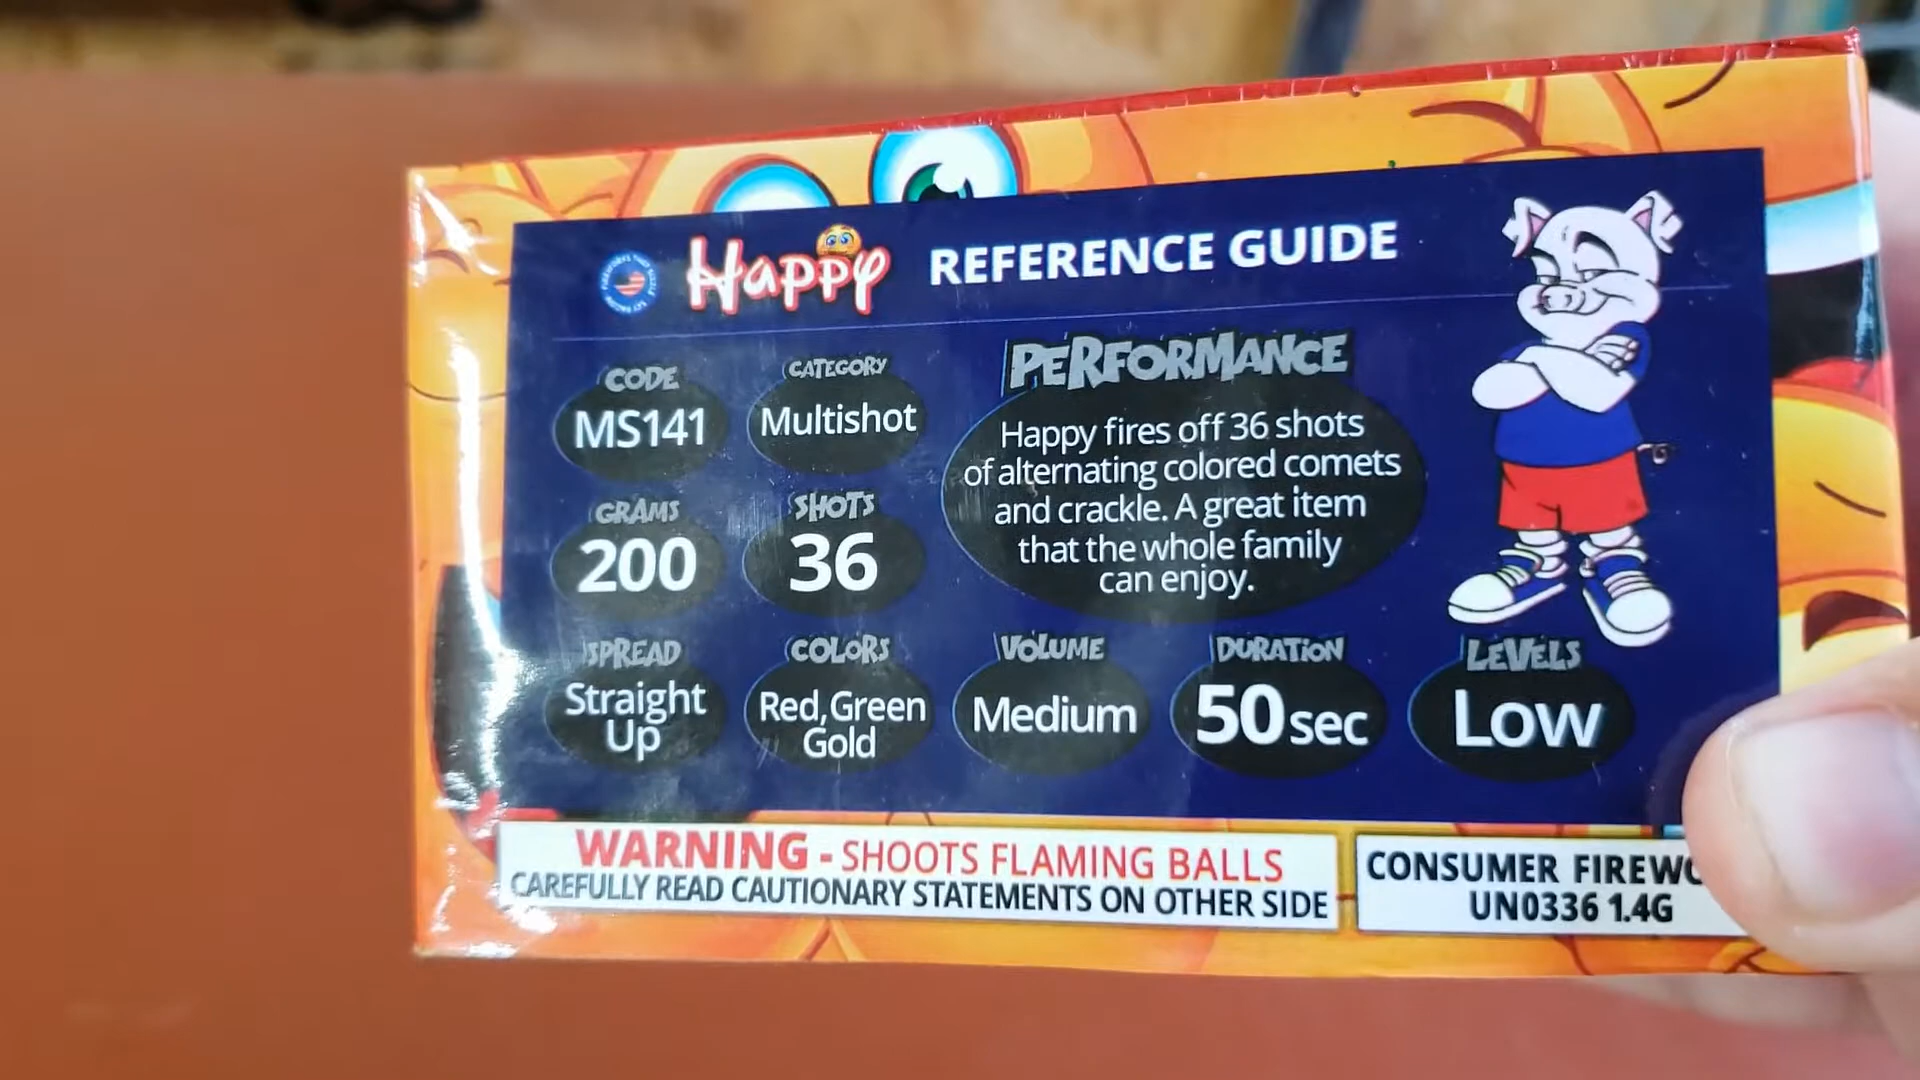 Happy REFERENCE GUIDE
CODE
MS141
CATEGORY
Multishot
PERFORMANCE
Happy fires off 36 shots
of alternating colored comets
and crackle. A great item
that the whole family
can enjoy.
GRAMS
200
SHOTS
36
SPREAD
Straight
Up
COLORS
Red, Green
Gold
VOLUME
Medium
DURATION
50 sec
LEVELS
Low
WARNING - SHOOTS FLAMING BALLS
CAREFULLY READ CAUTIONARY STATEMENTS ON OTHER SIDE
CONSUMER
UN0336 1.4G